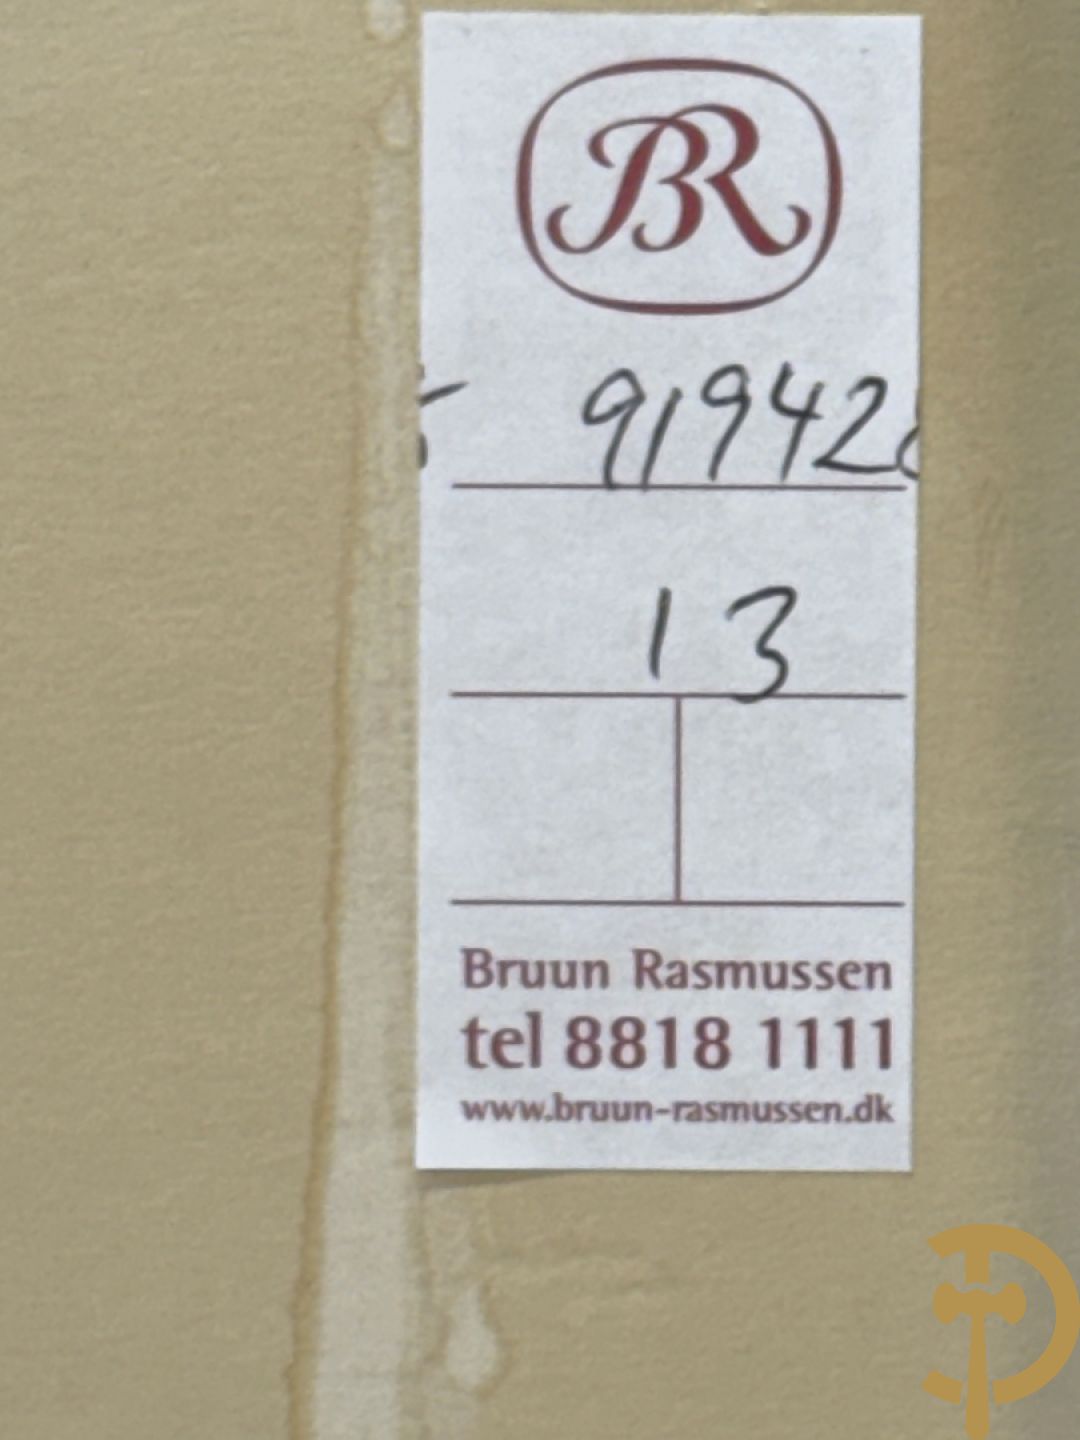 BR
91942
13
Bruun Rasmussen
tel 8818 1111
www.bruun-rasmussen.dk